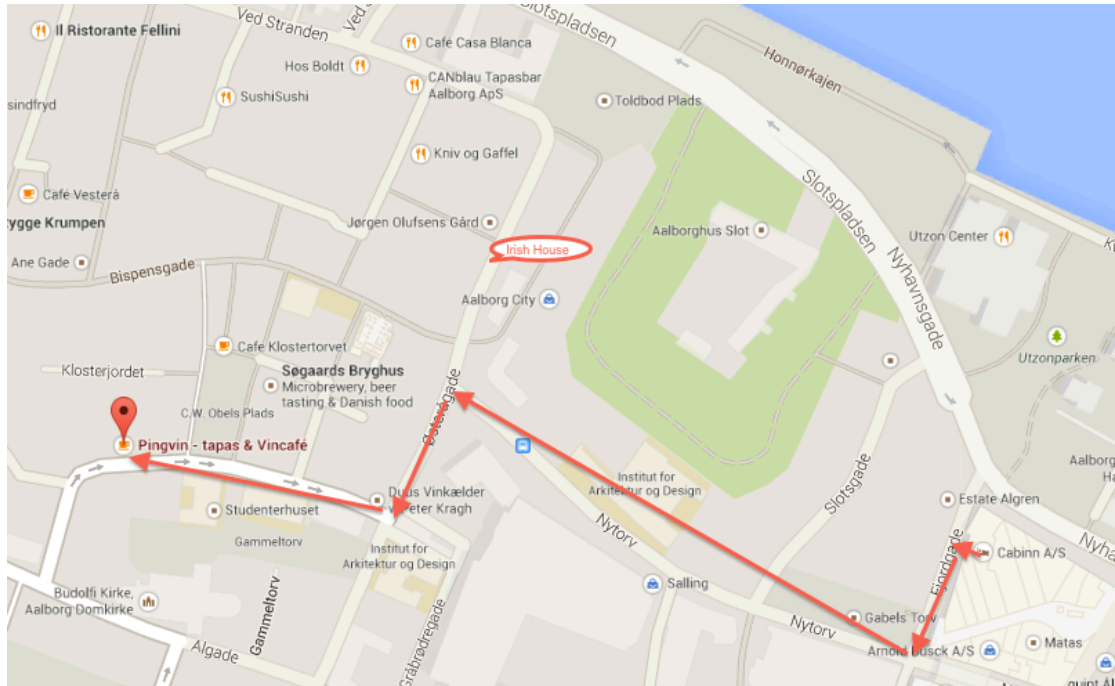 Il Ristorante Fellini
Ved Stranden
Ved S
Slotspladsen
Café Casa Blanca
Hos Boldt
CANblau Tapasbar
Aalborg ApS
SushiSushi
sindfryd
Honnørkajen
Toldbod Plads
Kniv og Gaffel
Café Vesterå
rygge Krumpen
Jørgen Olufsens Gård
Slotspladsen
Aalborghus Slot
Utzon Center
Irish House
Ane Gade
Bispensgade
Aalborg City
Nyhavnsgade
Utzonparken
Cafe Klostertorvet
Klosterjordet
Søgaards Bryghus
Microbrewery, beer
tasting & Danish food
Østerågade
C.W. Obels Plads
Pingvin - tapas & Vincafé
Institut for
Arkitektur og Design
Slotsgade
Aalborg
Ha
Estate Algren
Duus Vinkælder
Peter Kragh
Studenterhuset
Gammeltorv
Nytorv
Institut for
Arkitektur og Design
Fjordgade
Cabinn A/S
Nyha
Salling
Budolfi Kirke,
Aalborg Domkirke
Gammeltorv
Algade
Gråbrødregade
Gabels Torv
Nytorv
Arnold Busck A/S
Matas